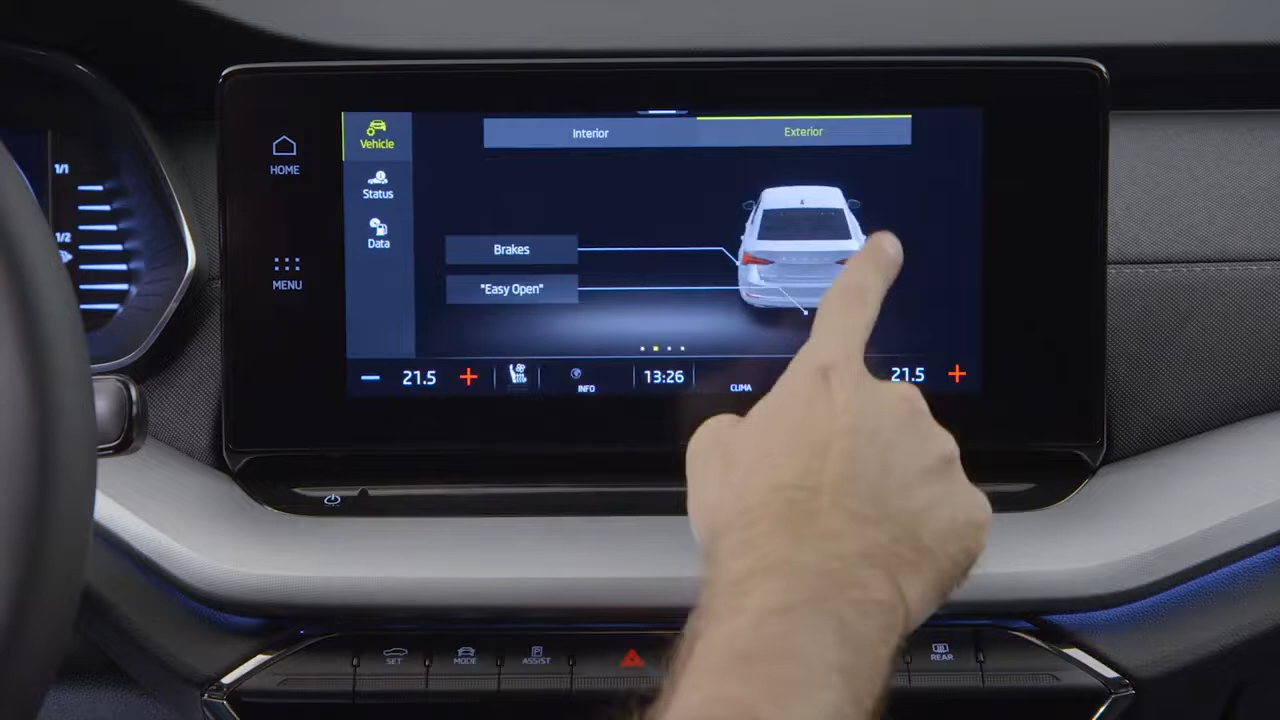 1/1
1/2
HOME
MENU
Vehicle
Status
Data
Interior
Exterior
Brakes
"Easy Open"
21.5
INFO
13:26
CLIMA
21.5
SET
MODE
P
ASSIST
REAR